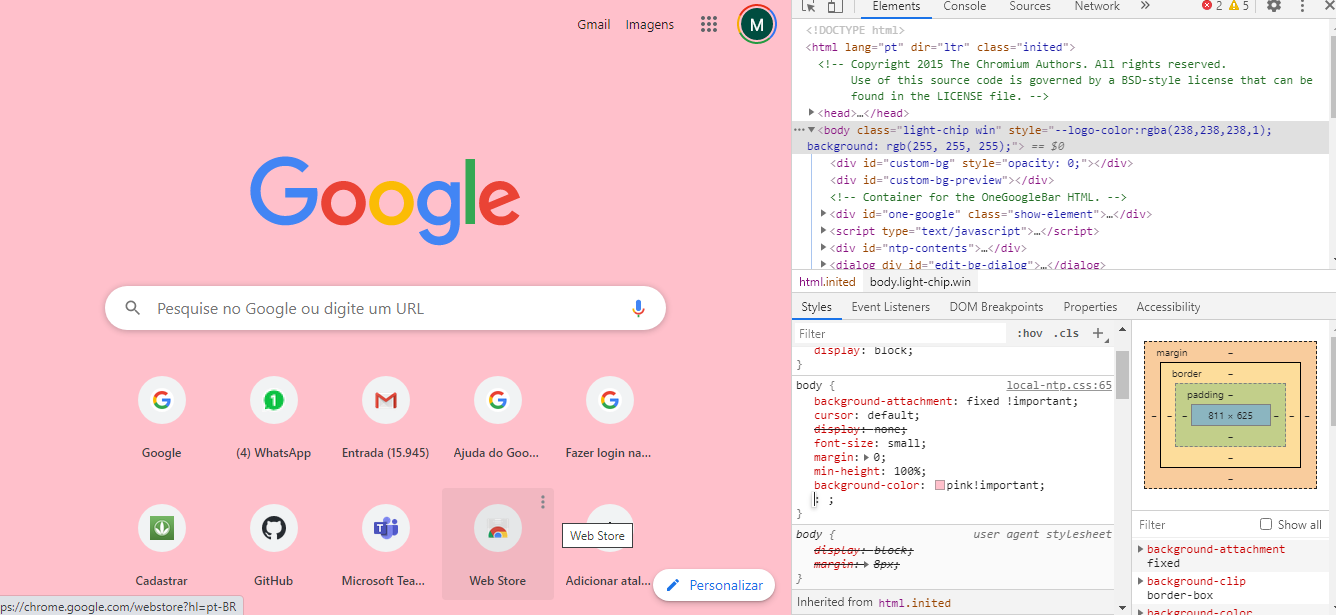 Gmail Imagens M
Google
Pesquise no Google ou digite um URL
Google
(4) WhatsApp
Entrada (15.945)
Ajuda do Goo...
Fazer login na...
Cadastrar
GitHub
Microsoft Tea...
Web Store
Adicionar atal...
Web Store
Personalizar
ps://chrome.google.com/webstore?hl=pt-BR
Elements Console Sources Network » 2 5
<!DOCTYPE html>
<html lang="pt" dir="ltr" class="inited">
<!-- Copyright 2015 The Chromium Authors. All rights reserved.
Use of this source code is governed by a BSD-style license that can be
found in the LICENSE file. -->
<head>…</head>
<body class="light-chip win" style="--logo-color:rgba(238,238,238,1);
background: rgb(255, 255, 255);"> == $0
<div id="custom-bg" style="opacity: 0;"></div>
<div id="custom-bg-preview"></div>
<!-- Container for the OneGoogleBar HTML. -->
<div id="one-google" class="show-element">…</div>
<script type="text/javascript">…</script>
<div id="ntp-contents">…</div>
<dialog div id="edit-bg-dialog">…</dialog>
html.inited body.light-chip.win
Styles Event Listeners DOM Breakpoints Properties Accessibility
Filter :hov .cls +
display: block;
}
body { local-ntp.css:65
background-attachment: fixed !important;
cursor: default;
display: none;
font-size: small;
margin: 0;
min-height: 100%;
background-color: pink!important;
: ;
}
body { user agent stylesheet
display: block;
margin: 8px;
}
Inherited from html.inited
margin –
border –
padding –
– – – 811 × 625 – – –
–
–
–
Filter Show all
background-attachment
fixed
background-clip
border-box
background-color